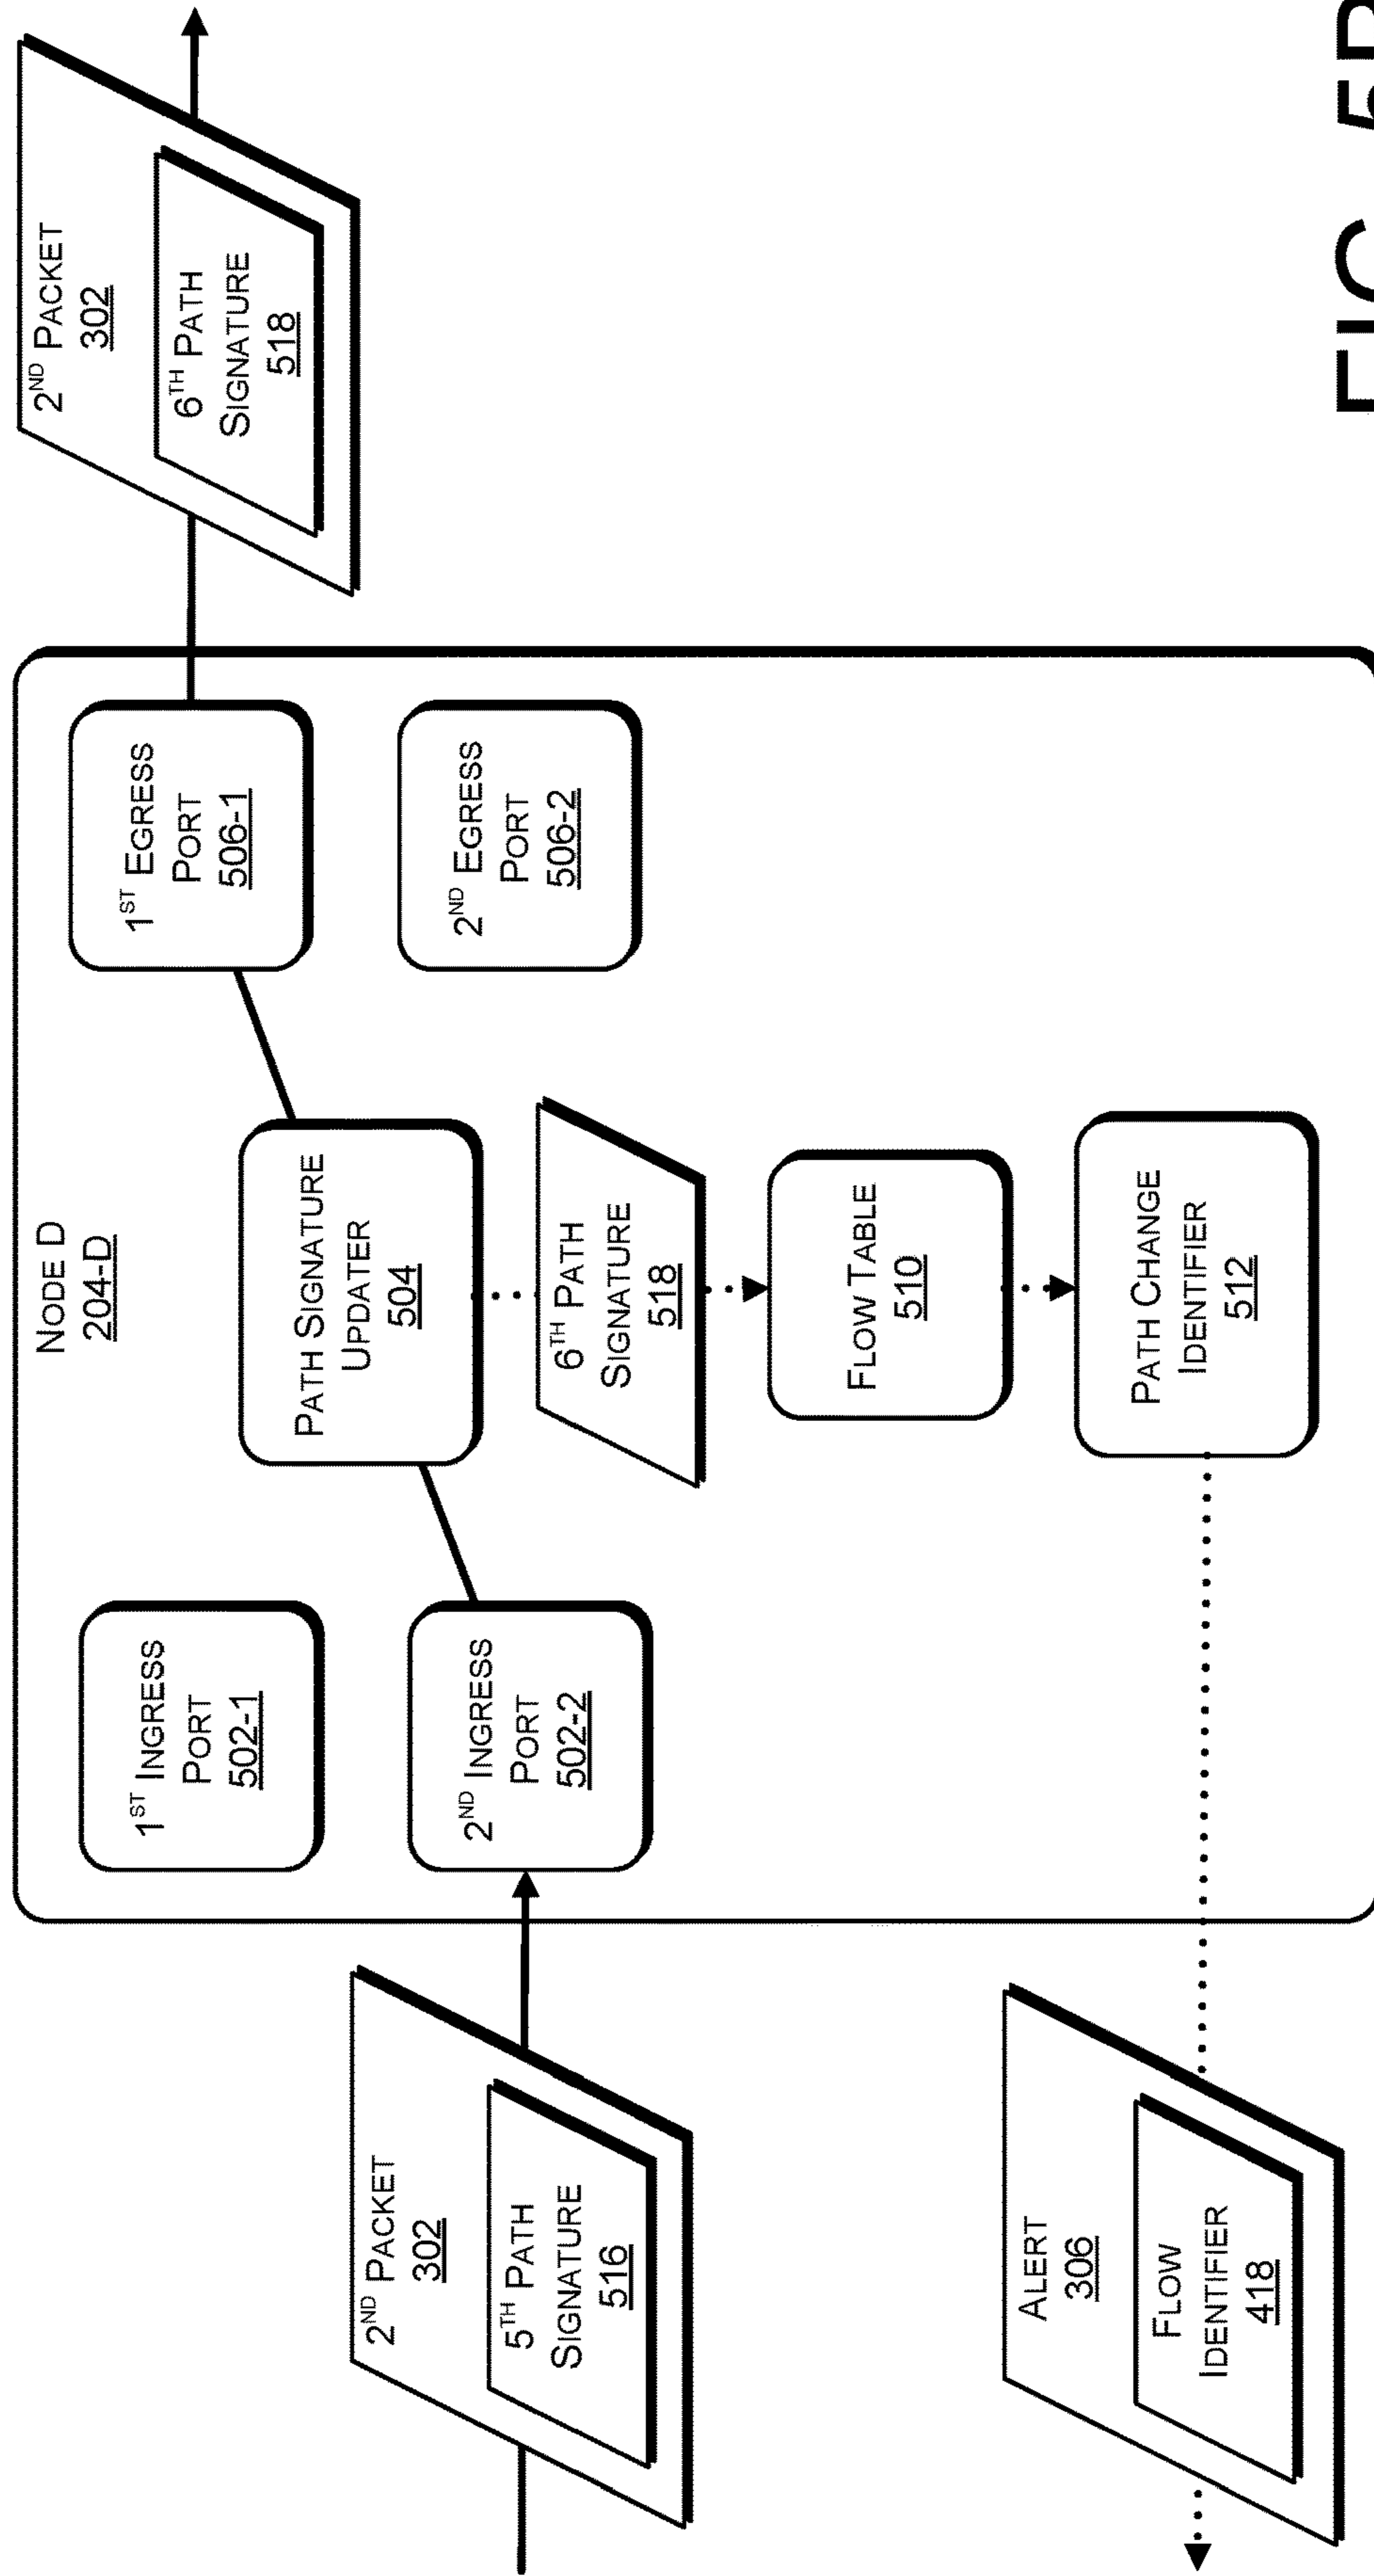 NODE D
204-D
1ST INGRESS
PORT
502-1
2ND INGRESS
PORT
502-2
PATH SIGNATURE
UPDATER
504
1ST EGRESS
PORT
506-1
2ND EGRESS
PORT
506-2
2ND PACKET
302
5TH PATH
SIGNATURE
516
6TH PATH
SIGNATURE
518
FLOW TABLE
510
PATH CHANGE
IDENTIFIER
512
ALERT
306
FLOW
IDENTIFIER
418
2ND PACKET
302
6TH PATH
SIGNATURE
518
FIG. 5B